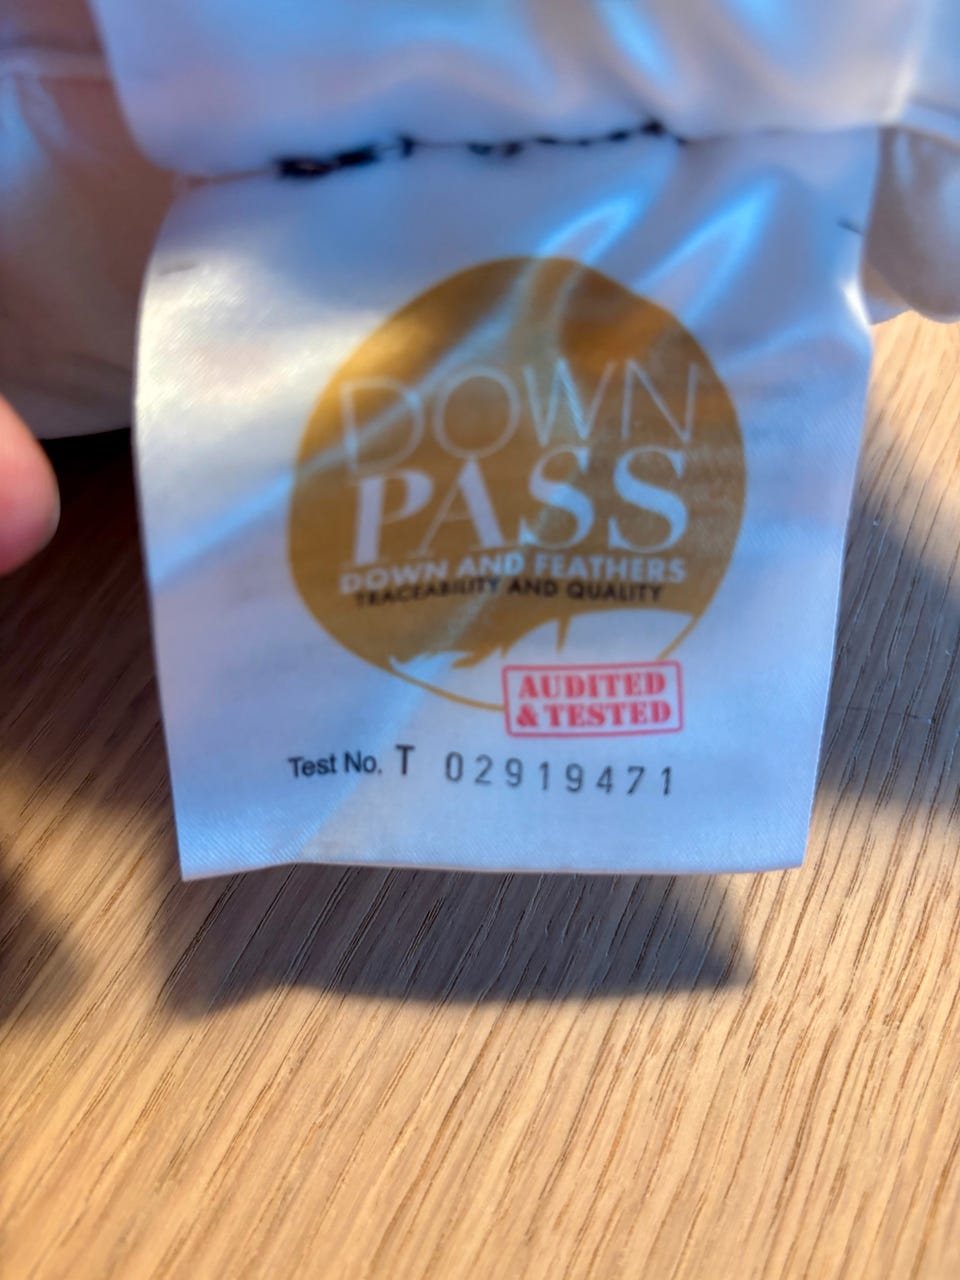 DOWN
PASS
DOWN AND FEATHERS
TRACEABILITY AND QUALITY
AUDITED
& TESTED
Test No. T 02919471